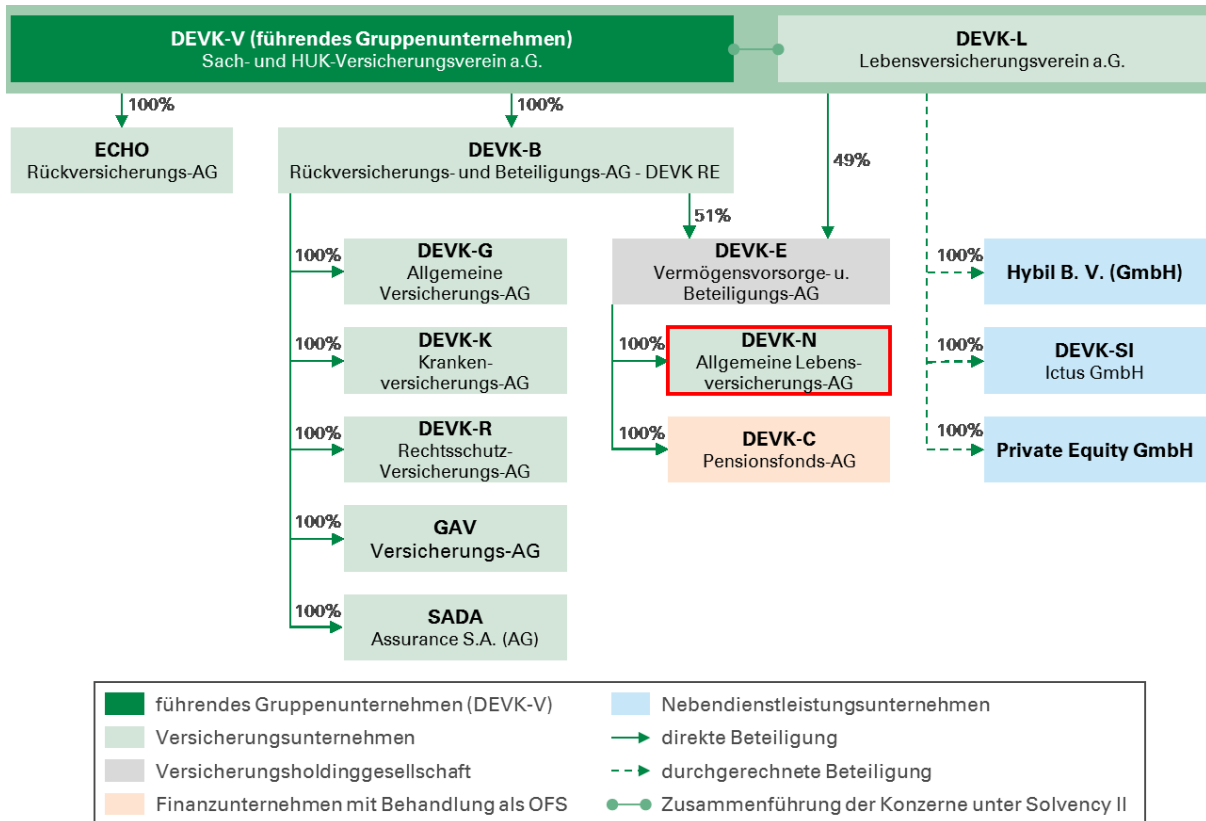 DEVK-V (führendes Gruppenunternehmen)
Sach- und HUK-Versicherungsverein a.G.
DEVK-L
Lebensversicherungsverein a.G.
100%
100%
ECHO
Rückversicherungs-AG
DEVK-B
Rückversicherungs- und Beteiligungs-AG - DEVK RE
49%
51%
100%
DEVK-G
Allgemeine
Versicherungs-AG
DEVK-E
Vermögensvorsorge- u.
Beteiligungs-AG
100%
Hybil B. V. (GmbH)
100%
DEVK-K
Kranken-
versicherungs-AG
100%
DEVK-N
Allgemeine Lebens-
versicherungs-AG
100%
DEVK-SI
Ictus GmbH
100%
DEVK-R
Rechtsschutz-
Versicherungs-AG
100%
DEVK-C
Pensionsfonds-AG
100%
Private Equity GmbH
100%
GAV
Versicherungs-AG
100%
SADA
Assurance S.A. (AG)
führendes Gruppenunternehmen (DEVK-V)
Versicherungsunternehmen
Versicherungsholdinggesellschaft
Finanzunternehmen mit Behandlung als OFS
Nebendienstleistungsunternehmen
direkte Beteiligung
durchgerechnete Beteiligung
Zusammenführung der Konzerne unter Solvency II